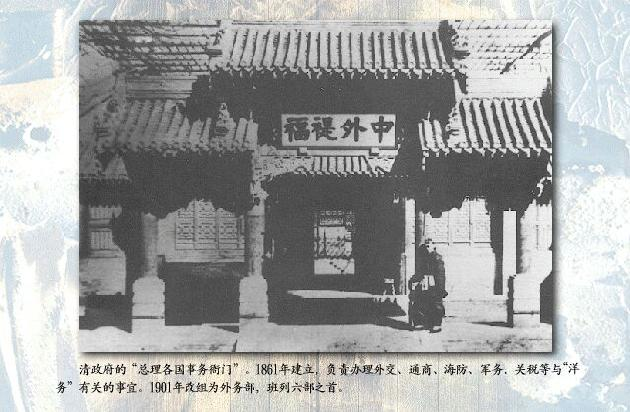 福禔外中
清政府的“总理各国事务衙门”。1861年建立，负责办理外交、通商、海防、军务、关税等与“洋
务”有关的事宜。1901年改组为外务部，班列六部之首。